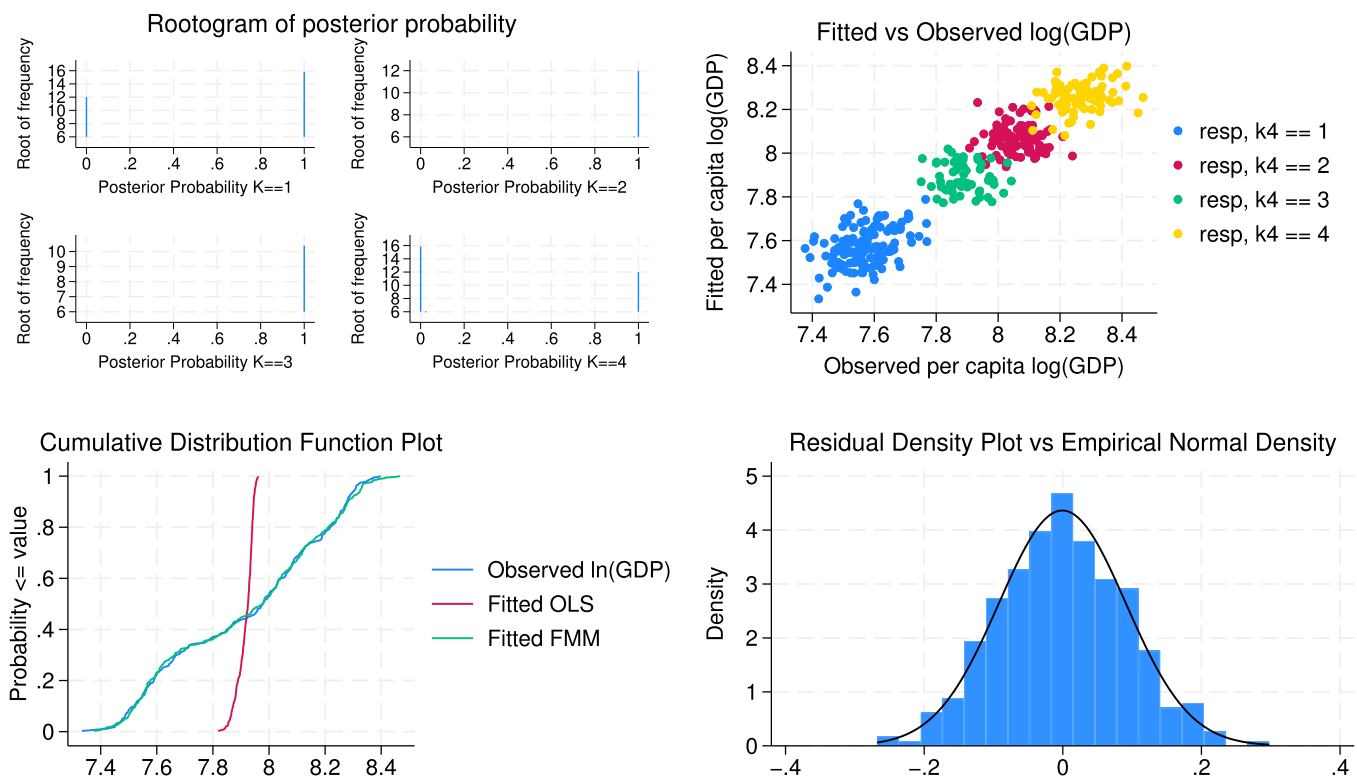 Rootogram of posterior probability
Root of frequency
16
14
12
10
8
6
0 .2 .4 .6 .8 1
Posterior Probability K==1
Root of frequency
12
10
8
6
0 .2 .4 .6 .8 1
Posterior Probability K==2
Root of frequency
10
9
8
7
6
0 .2 .4 .6 .8 1
Posterior Probability K==3
Root of frequency
16
14
12
10
8
6
0 .2 .4 .6 .8 1
Posterior Probability K==4
Fitted vs Observed log(GDP)
Fitted per capita log(GDP)
8.4
8.2
8
7.8
7.6
7.4
7.4 7.6 7.8 8 8.2 8.4
Observed per capita log(GDP)
resp, k4 == 1
resp, k4 == 2
resp, k4 == 3
resp, k4 == 4
Cumulative Distribution Function Plot
Probability <= value
1
.8
.6
.4
.2
0
7.4 7.6 7.8 8 8.2 8.4
Observed ln(GDP)
Fitted OLS
Fitted FMM
Residual Density Plot vs Empirical Normal Density
Density
5
4
3
2
1
0
-.4 -.2 0 .2 .4